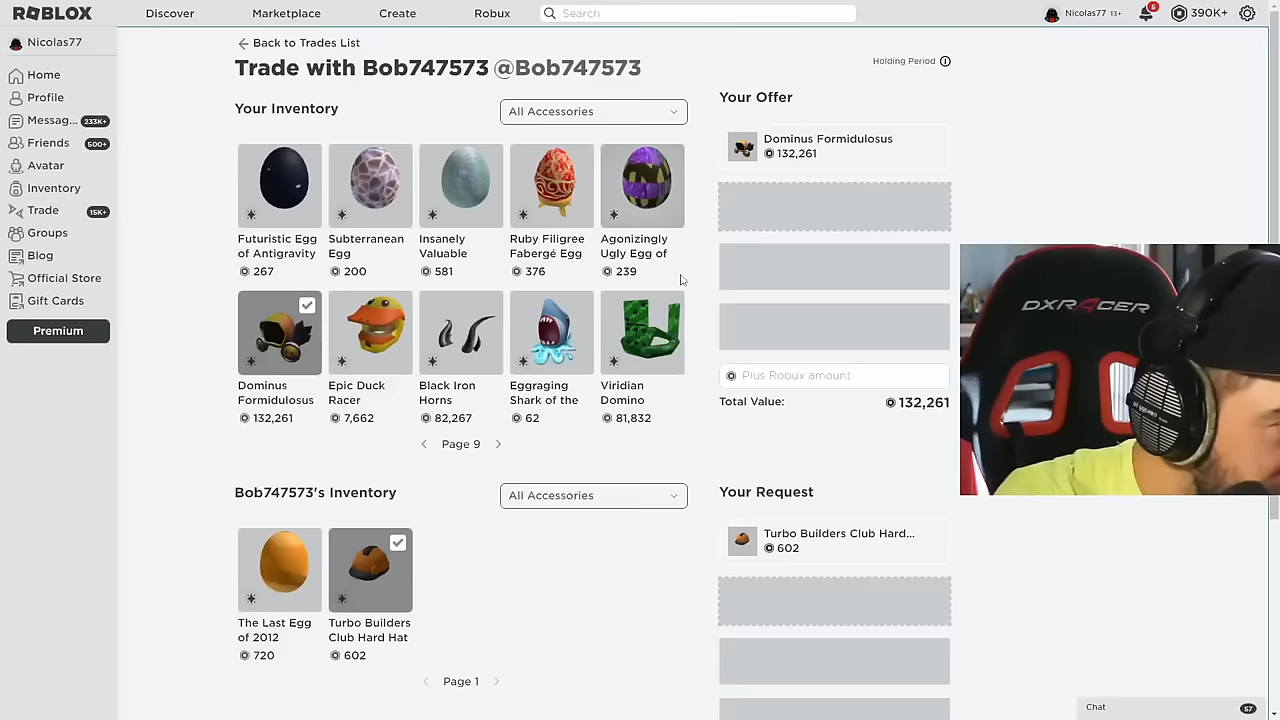 ROBLOX
Discover
Marketplace
Create
Robux
Search
Nicolas77 13+
5
390K+
Nicolas77
Home
Profile
Messag... 233K+
Friends 500+
Avatar
Inventory
Trade 15K+
Groups
Blog
Official Store
Gift Cards
Premium
Back to Trades List
Trade with Bob747573 @Bob747573
Holding Period
Your Inventory
All Accessories
Futuristic Egg
of Antigravity
267
Subterranean
Egg
200
Insanely
Valuable
581
Ruby Filigree
Fabergé Egg
376
Agonizingly
Ugly Egg of
239
Dominus
Formidulosus
132,261
Epic Duck
Racer
7,662
Black Iron
Horns
82,267
Eggraging
Shark of the
62
Viridian
Domino
81,832
Page 9
Your Offer
Dominus Formidulosus
132,261
Plus Robux amount
Total Value: 132,261
DXRACER
Bob747573's Inventory
All Accessories
The Last Egg
of 2012
720
Turbo Builders
Club Hard Hat
602
Page 1
Your Request
Turbo Builders Club Hard...
602
Chat 57